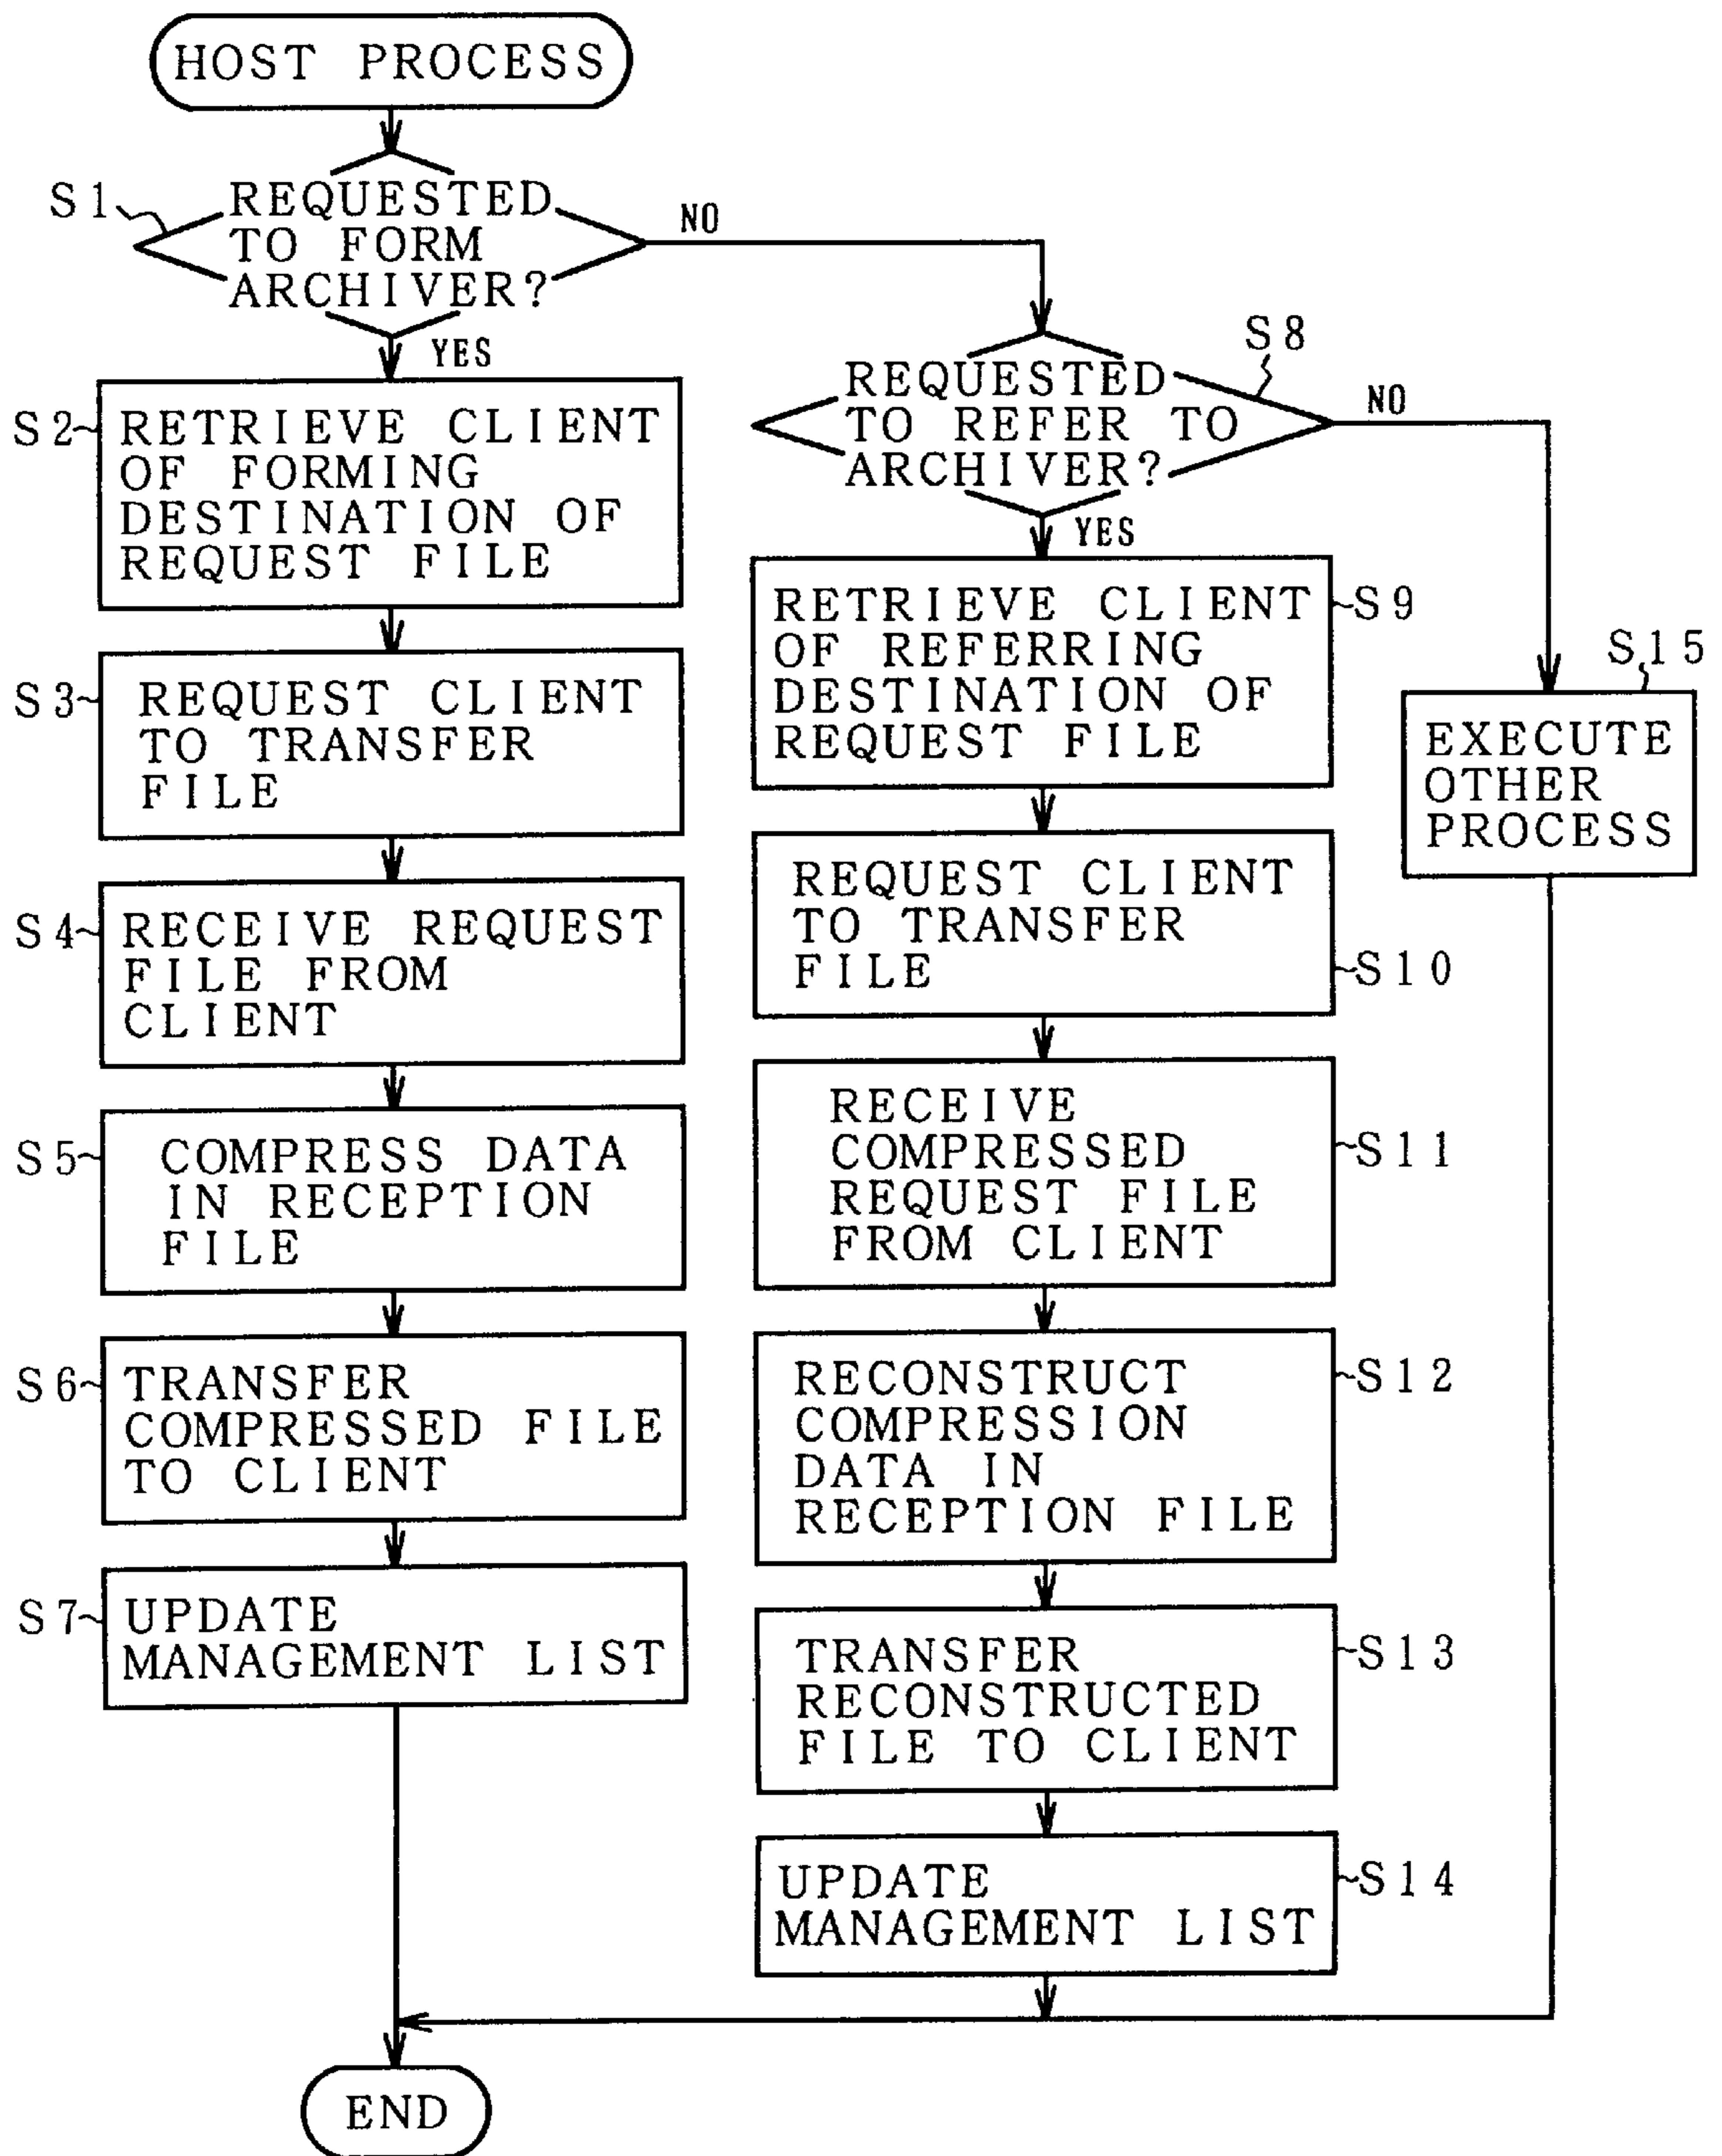 HOST PROCESS
S1
REQUESTED
TO FORM
ARCHIVER?
NO
YES
S2
RETRIEVE CLIENT
OF FORMING
DESTINATION OF
REQUEST FILE
S3
REQUEST CLIENT
TO TRANSFER
FILE
S4
RECEIVE REQUEST
FILE FROM
CLIENT
S5
COMPRESS DATA
IN RECEPTION
FILE
S6
TRANSFER
COMPRESSED FILE
TO CLIENT
S7
UPDATE
MANAGEMENT LIST
S8
REQUESTED
TO REFER TO
ARCHIVER?
NO
YES
S9
RETRIEVE CLIENT
OF REFERRING
DESTINATION OF
REQUEST FILE
REQUEST CLIENT
TO TRANSFER
FILE
S10
RECEIVE
COMPRESSED
REQUEST FILE
FROM CLIENT
S11
RECONSTRUCT
COMPRESSION
DATA IN
RECEPTION FILE
S12
TRANSFER
RECONSTRUCTED
FILE TO CLIENT
S13
UPDATE
MANAGEMENT LIST
S14
S15
EXECUTE
OTHER
PROCESS
END